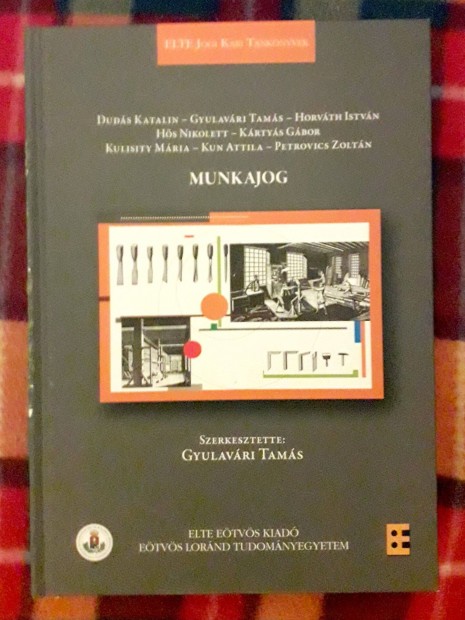 ELTE Jogi Kari Tankönyvek
Dudás Katalin – Gyulavári Tamás – Horváth István
Hős Nikolett – Kártyás Gábor
Kulisity Mária – Kun Attila – Petrovics Zoltán
MUNKAJOG
Szerkesztette:
Gyulavári Tamás
ELTE EÖTVÖS KIADÓ
EÖTVÖS LORÁND TUDOMÁNYEGYETEM